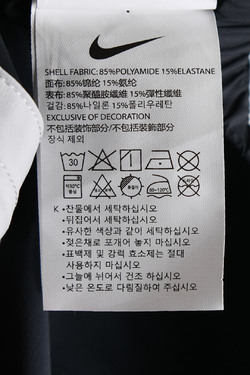 SHELL FABRIC: 85%POLYAMIDE 15%ELASTANE
面布: 85%锦纶 15%氨纶
表布: 85%聚醯胺纖維 15%彈性纖維
겉감: 85%나일론 15%폴리우레탄
EXCLUSIVE OF DECORATION
不包括装饰部分/不包括裝飾部分
장식 제외
30
80~120℃
K • 찬물에서 세탁하십시오
• 뒤집어서 세탁하십시오
• 유사한 색상과 같이 세탁하십시오
• 젖은채로 포개어 놓지 마십시오
• 표백제 및 강력 효소제는 절대
사용하지 마십시오
• 그늘에 뉘어서 건조 하십시오
• 낮은 온도로 다림질하여 주십시오